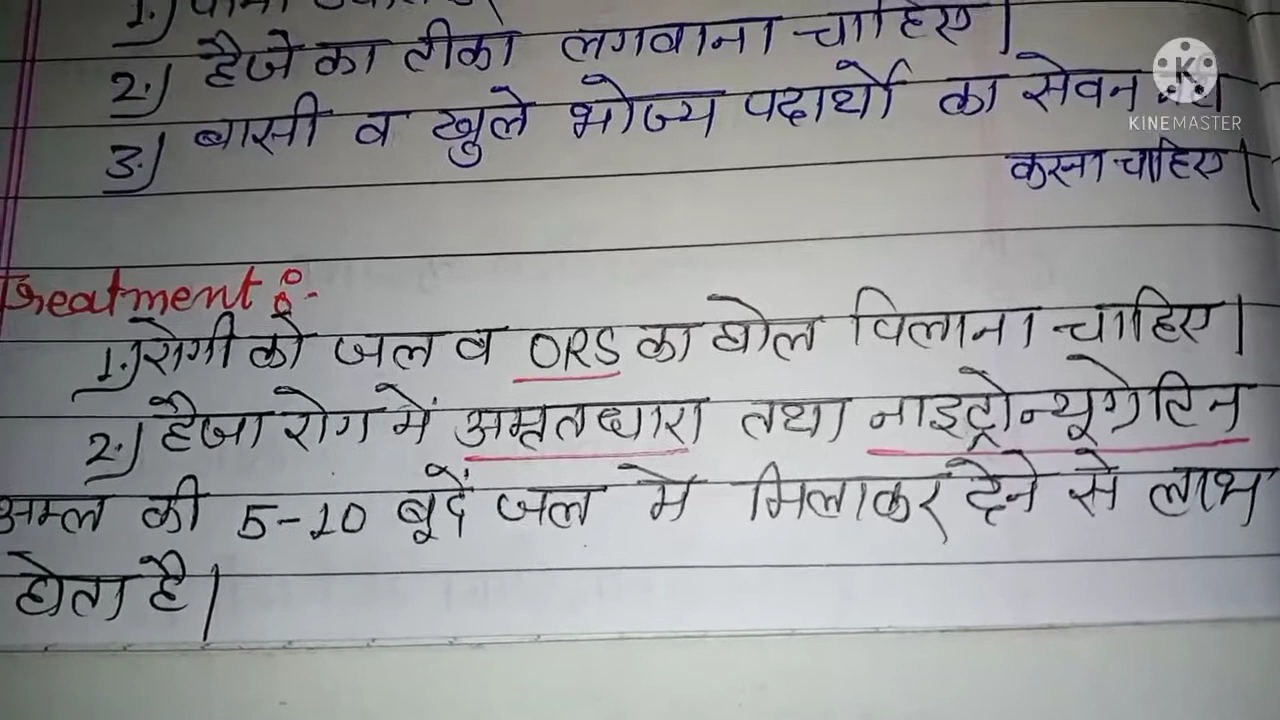 1.) पानी
2.) हैजे का टीका लगवाना चाहिए।
3.) बासी व खुले भोज्य पदार्थो का सेवन
करना चाहिए।
KINEMASTER
Treatment :-
1.) रोगी को जल व ORS का घोल पिलाना चाहिए।
2.) हैजा रोग में अमृतधारा तथा नाइट्रोन्यूरेटिन
अम्ल की 5-10 बूदें जल मे मिलाकर देने से लाभ
होता है।